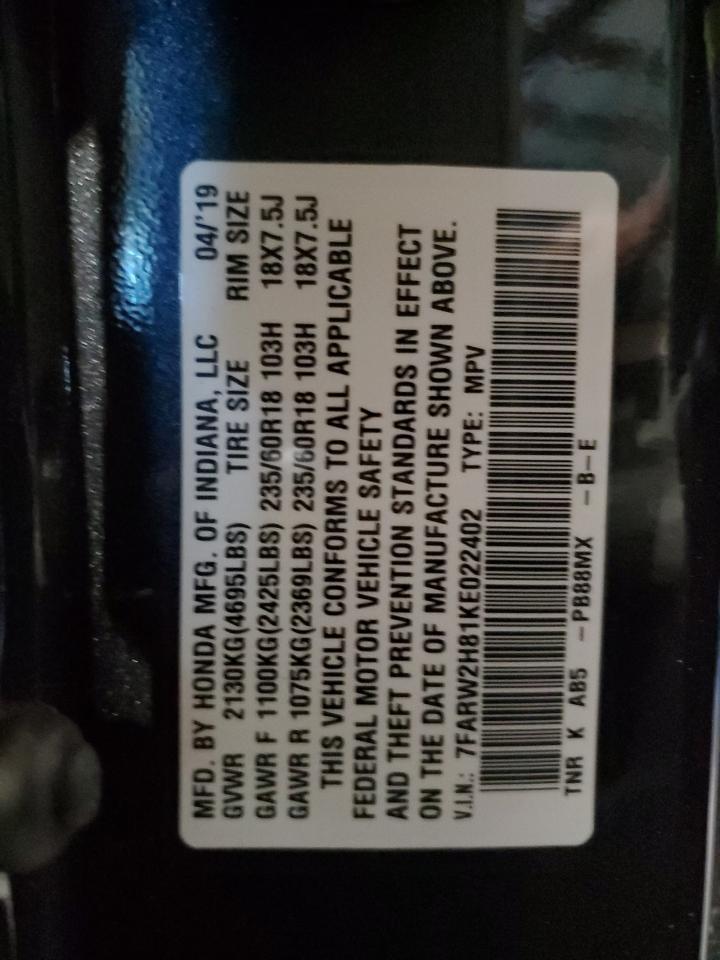 MFD. BY HONDA MFG. OF INDIANA, LLC 04/'19
GVWR 2130KG(4695LBS) TIRE SIZE RIM SIZE
GAWR F 1100KG(2425LBS) 235/60R18 103H 18X7.5J
GAWR R 1075KG(2369LBS) 235/60R18 103H 18X7.5J
THIS VEHICLE CONFORMS TO ALL APPLICABLE
FEDERAL MOTOR VEHICLE SAFETY
AND THEFT PREVENTION STANDARDS IN EFFECT
ON THE DATE OF MANUFACTURE SHOWN ABOVE.
V.I.N.: 7FARW2H81KE022402 TYPE: MPV
TNR K AB5 -PB88MX -B-E